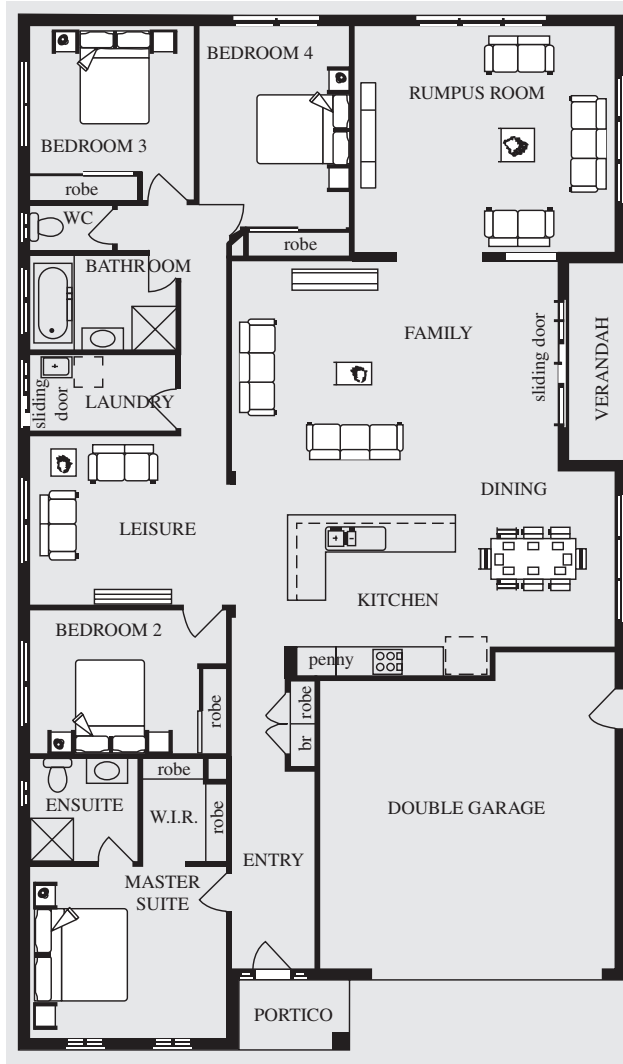 BEDROOM 4
RUMPUS ROOM
BEDROOM 3
robe
WC
robe
BATHROOM
FAMILY
sliding door
VERANDAH
sliding
door
LAUNDRY
DINING
LEISURE
KITCHEN
BEDROOM 2
penny
robe
robe
br
robe
ENSUITE
W.I.R.
robe
DOUBLE GARAGE
ENTRY
MASTER
SUITE
PORTICO